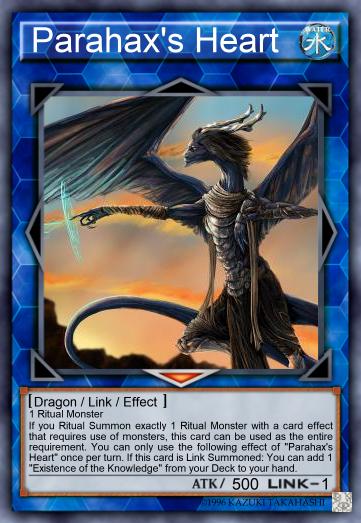 Parahax's Heart
WATER
水
[ Dragon / Link / Effect ]
1 Ritual Monster
If you Ritual Summon exactly 1 Ritual Monster with a card effect
that requires use of monsters, this card can be used as the entire
requirement. You can only use the following effect of "Parahax's
Heart" once per turn. If this card is Link Summoned: You can add 1
"Existence of the Knowledge" from your Deck to your hand.
ATK/ 500 LINK-1
©1996 KAZUKI TAKAHASHI